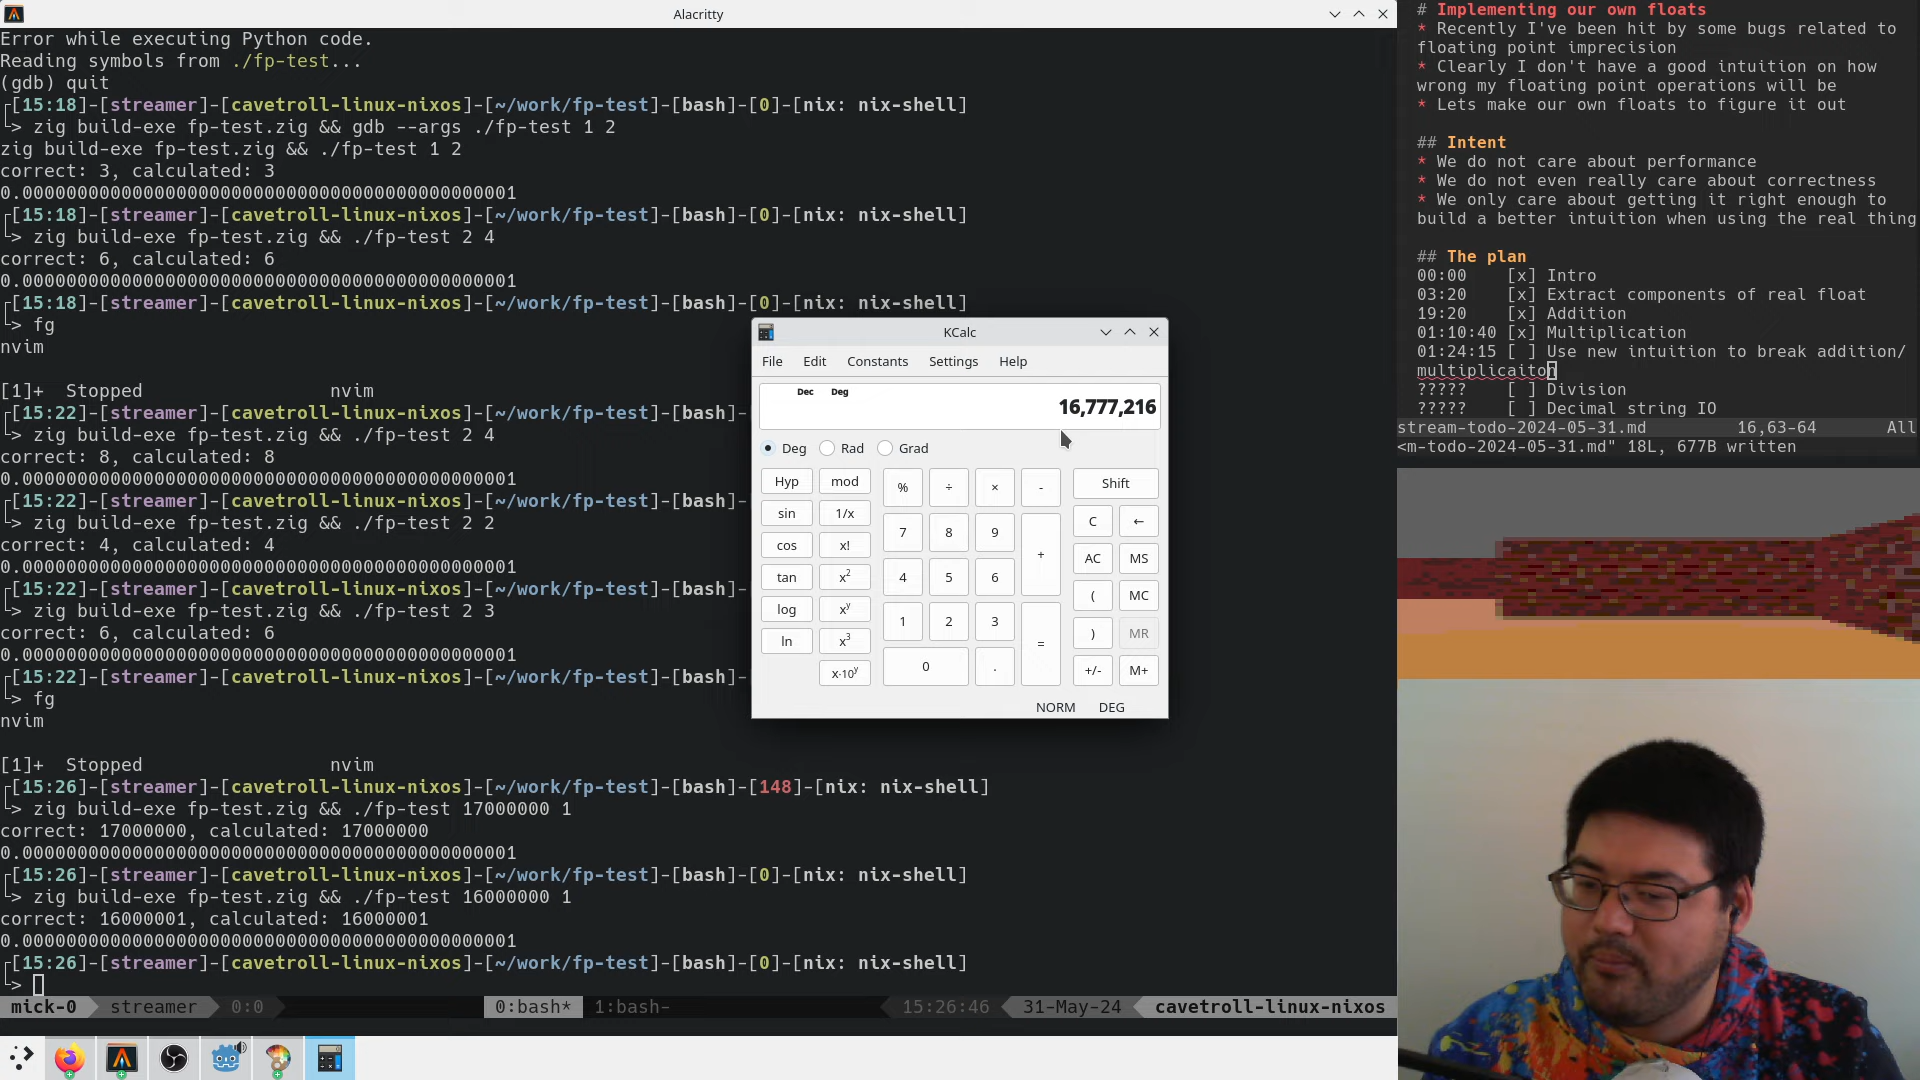 Alacritty
Error while executing Python code.
Reading symbols from ./fp-test...
(gdb) quit
[15:18]-[streamer]-[cavetroll-linux-nixos]-[~/work/fp-test]-[bash]-[0]-[nix: nix-shell]
> zig build-exe fp-test.zig && gdb --args ./fp-test 1 2
zig build-exe fp-test.zig && ./fp-test 1 2
correct: 3, calculated: 3
0.000000000000000000000000000000000000000000001
[15:18]-[streamer]-[cavetroll-linux-nixos]-[~/work/fp-test]-[bash]-[0]-[nix: nix-shell]
> zig build-exe fp-test.zig && ./fp-test 2 4
correct: 6, calculated: 6
0.000000000000000000000000000000000000000000001
[15:18]-[streamer]-[cavetroll-linux-nixos]-[~/work/fp-test]-[bash]-[0]-[nix: nix-shell]
> fg
nvim
[1]+  Stopped                 nvim
[15:22]-[streamer]-[cavetroll-linux-nixos]-[~/work/fp-test]-[bash]-
> zig build-exe fp-test.zig && ./fp-test 2 4
correct: 8, calculated: 8
0.000000000000000000000000000000000000000000001
[15:22]-[streamer]-[cavetroll-linux-nixos]-[~/work/fp-test]-[bash]-
> zig build-exe fp-test.zig && ./fp-test 2 2
correct: 4, calculated: 4
0.000000000000000000000000000000000000000000001
[15:22]-[streamer]-[cavetroll-linux-nixos]-[~/work/fp-test]-[bash]-
> zig build-exe fp-test.zig && ./fp-test 2 3
correct: 6, calculated: 6
0.000000000000000000000000000000000000000000001
[15:22]-[streamer]-[cavetroll-linux-nixos]-[~/work/fp-test]-[bash]-
> fg
nvim
[1]+  Stopped                 nvim
[15:26]-[streamer]-[cavetroll-linux-nixos]-[~/work/fp-test]-[bash]-[148]-[nix: nix-shell]
> zig build-exe fp-test.zig && ./fp-test 17000000 1
correct: 17000000, calculated: 17000000
0.000000000000000000000000000000000000000000001
[15:26]-[streamer]-[cavetroll-linux-nixos]-[~/work/fp-test]-[bash]-[0]-[nix: nix-shell]
> zig build-exe fp-test.zig && ./fp-test 16000000 1
correct: 16000001, calculated: 16000001
0.000000000000000000000000000000000000000000001
[15:26]-[streamer]-[cavetroll-linux-nixos]-[~/work/fp-test]-[bash]-[0]-[nix: nix-shell]
>
mick-0 streamer 0:0 0:bash* 1:bash- 15:26:46 31-May-24 cavetroll-linux-nixos
KCalc
File Edit Constants Settings Help
Dec Deg
16,777,216
Deg Rad Grad
Hyp mod % ÷ × - Shift
sin 1/x 7 8 9 + C ←
cos x! AC MS
tan x2 4 5 6 ( MC
log xy 1 2 3 = ) MR
ln x3 0 . +/- M+
x·10y
NORM DEG
# Implementing our own floats
* Recently I've been hit by some bugs related to
floating point imprecision
* Clearly I don't have a good intuition on how
wrong my floating point operations will be
* Lets make our own floats to figure it out
## Intent
* We do not care about performance
* We do not even really care about correctness
* We only care about getting it right enough to
build a better intuition when using the real thing
## The plan
00:00    [x] Intro
03:20    [x] Extract components of real float
19:20    [x] Addition
01:10:40 [x] Multiplication
01:24:15 [ ] Use new intuition to break addition/
multiplicaiton
?????    [ ] Division
?????    [ ] Decimal string IO
stream-todo-2024-05-31.md 16,63-64 All
<m-todo-2024-05-31.md" 18L, 677B written